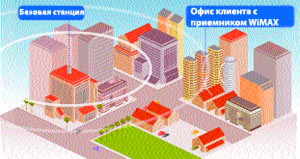 Базовая станция
Офис клиента с
приемником WiMAX